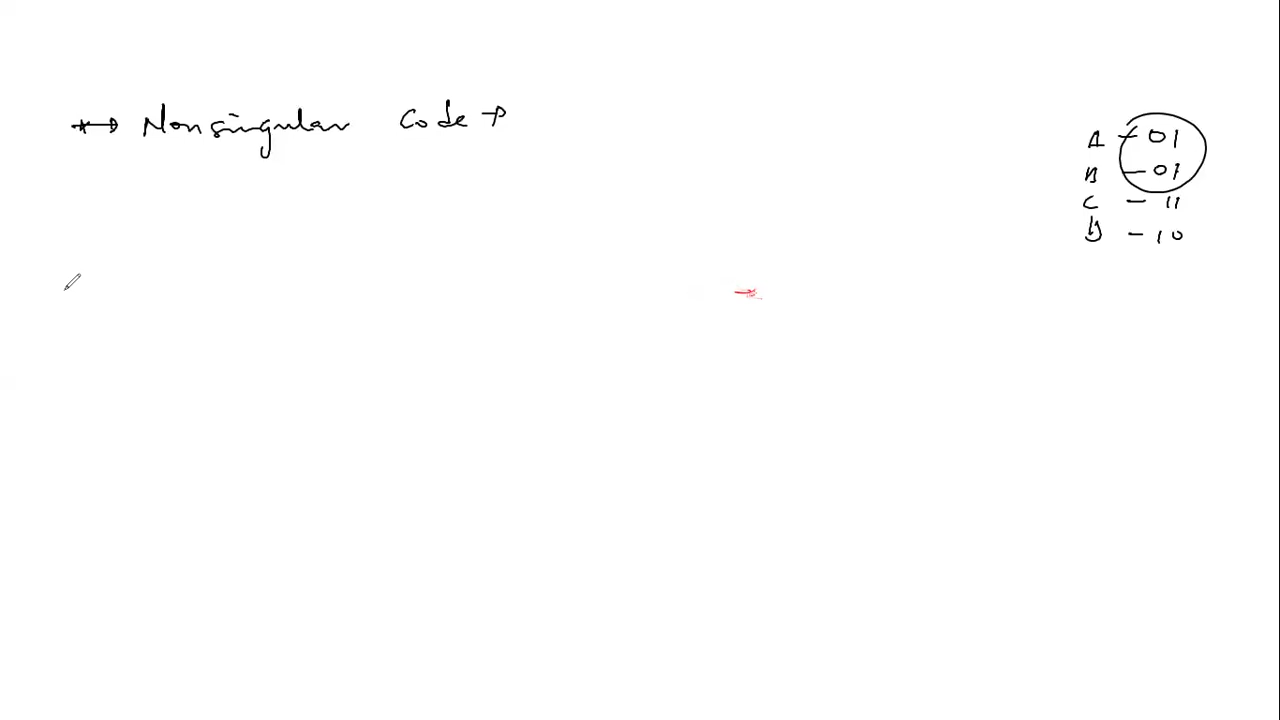 Nonsingular Code →
A - 01
B - 01
C - 11
D - 10